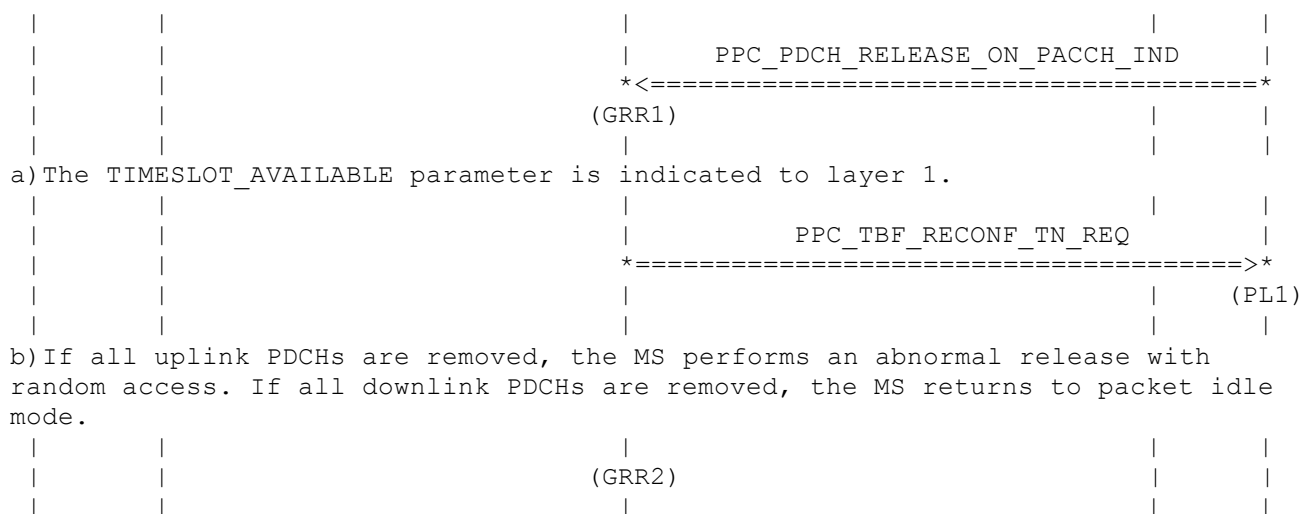 PPC_PDCH_RELEASE_ON_PACCH_IND
*<======================================*
(GRR1)
a)The TIMESLOT_AVAILABLE parameter is indicated to layer 1.
PPC_TBF_RECONF_TN_REQ
*======================================>*
(PL1)
b)If all uplink PDCHs are removed, the MS performs an abnormal release with
random access. If all downlink PDCHs are removed, the MS returns to packet idle
mode.
(GRR2)